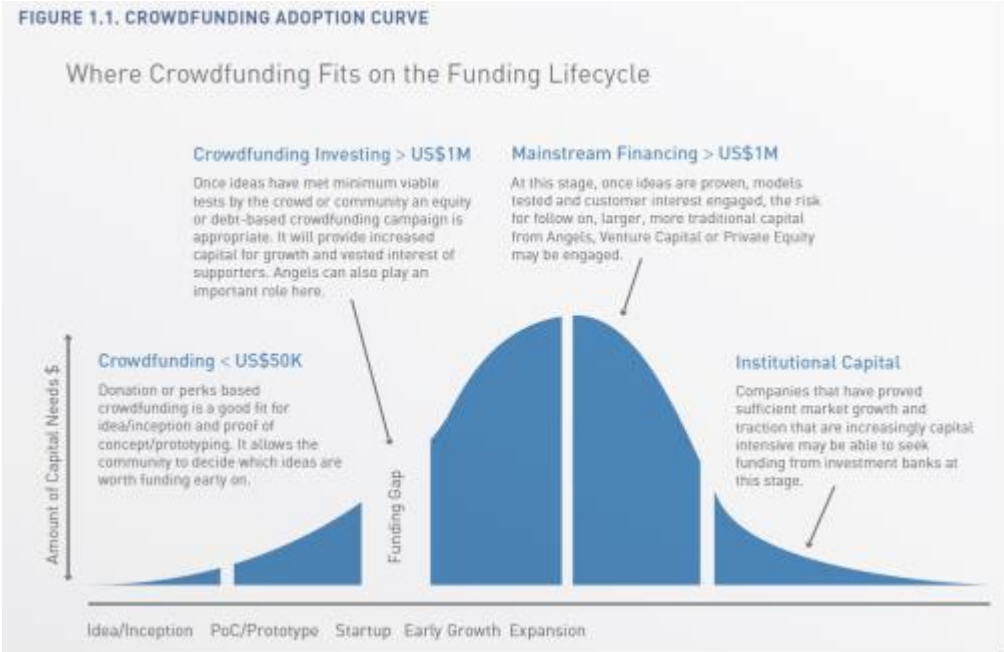 FIGURE 1.1. CROWDFUNDING ADOPTION CURVE
Where Crowdfunding Fits on the Funding Lifecycle
Crowdfunding Investing > US$1M
Once ideas have met minimum viable
tests by the crowd or community an equity
or debt-based crowdfunding campaign is
appropriate. It will provide increased
capital for growth and vested interest of
supporters. Angels can also play an
important role here.
Mainstream Financing > US$1M
At this stage, once ideas are proven, models
tested and customer interest engaged, the risk
for follow on, larger, more traditional capital
from Angels, Venture Capital or Private Equity
may be engaged.
Crowdfunding < US$50K
Donation or perks based
crowdfunding is a good fit for
idea/inception and proof of
concept/prototyping. It allows the
community to decide which ideas are
worth funding early on.
Institutional Capital
Companies that have proved
sufficient market growth and
traction that are increasingly capital
intensive may be able to seek
funding from investment banks at
this stage.
Amount of Capital Needs $
Funding Gap
Idea/Inception PoC/Prototype Startup Early Growth Expansion